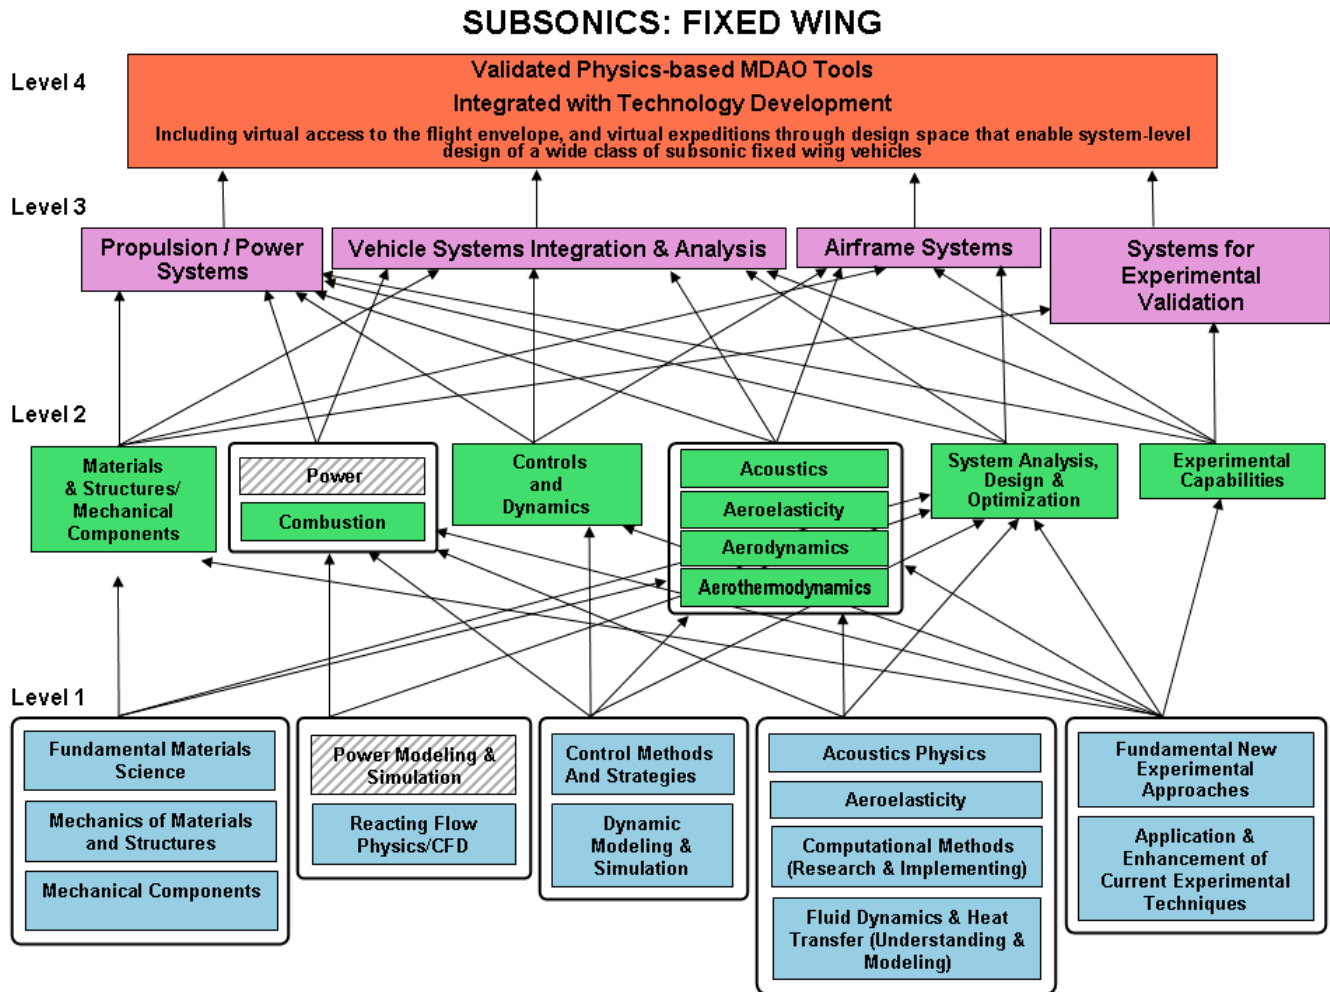 SUBSONICS: FIXED WING
Level 4
Validated Physics-based MDAO Tools
Integrated with Technology Development
Including virtual access to the flight envelope, and virtual expeditions through design space that enable system-level
design of a wide class of subsonic fixed wing vehicles
Level 3
Propulsion / Power
Systems
Vehicle Systems Integration & Analysis
Airframe Systems
Systems for
Experimental
Validation
Level 2
Materials
& Structures/
Mechanical
Components
Power
Combustion
Controls
and
Dynamics
Acoustics
Aeroelasticity
Aerodynamics
Aerothermodynamics
System Analysis,
Design &
Optimization
Experimental
Capabilities
Level 1
Fundamental Materials
Science
Mechanics of Materials
and Structures
Mechanical Components
Power Modeling &
Simulation
Reacting Flow
Physics/CFD
Control Methods
And Strategies
Dynamic
Modeling &
Simulation
Acoustics Physics
Aeroelasticity
Computational Methods
(Research & Implementing)
Fluid Dynamics & Heat
Transfer (Understanding &
Modeling)
Fundamental New
Experimental
Approaches
Application &
Enhancement of
Current Experimental
Techniques